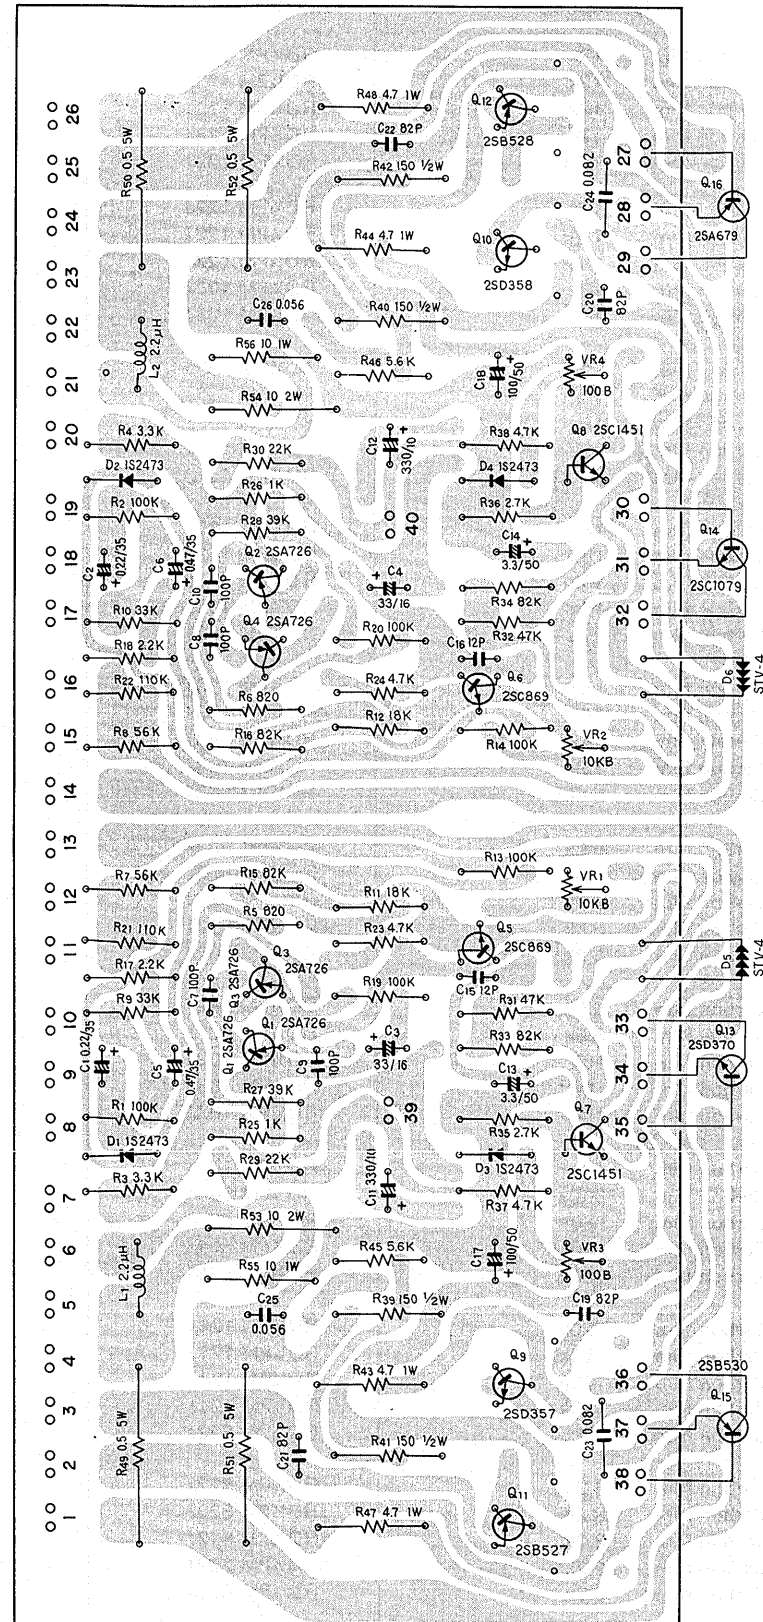 26
R48 4.7 1W
Q12
2SB528
C22 82P
R50 0.5 5W
R52 0.5 5W
25
R42 150 ½W
27
Q16
C24 0.082
28
24
2SA679
R44 4.7 1W
Q10
29
2SD358
23
C20
82P
C26 0.056
22
R40 150 ½W
L2 2.2µH
R56 10 1W
R46 5.6K
C18
100/50
+
VR4
100B
21
R54 10 2W
20
R4 3.3K
C12
330/10
+
R38 4.7K
Q8 2SC1451
R30 22K
D2 1S2473
D4 1S2473
R26 1K
19
R2 100K
R36 2.7K
30
40
R28 39K
Q14
C14
3.3/50
+
18
C2
0.22/35
+
C6
0.47/35
+
Q2 2SA726
31
C10
100P
C4
33/16
+
2SC1079
R34 82K
17
R10 33K
Q4 2SA726
R20 100K
R32 47K
32
C8
100P
R18 2.2K
C16 12P
D6
STV-4
16
R22 110K
R24 4.7K
Q6
2SC869
R6 820
R12 18K
15
R8 56K
R16 82K
R14 100K
VR2
10KB
14
13
R13 100K
12
R7 56K
R15 82K
R11 18K
VR1
10KB
R5 820
11
R21 110K
R23 4.7K
Q5
2SC869
D5
STV-4
R17 2.2K
C7 100P
Q3
2SA726
Q3 2SA726
R19 100K
C15 12P
10
R9 33K
R31 47K
33
Q13
2SD370
C1 0.22/35
+
C5
0.47/35
+
Q1 2SA726
Q1 2SA726
C3
33/16
+
R33 82K
9
C9
100P
C13
3.3/50
+
34
R27 39K
8
R1 100K
39
R35 2.7K
Q7
35
R25 1K
D1 1S2473
D3 1S2473
2SC1451
R29 22K
7
R3 3.3K
C11 330/10
+
R37 4.7K
R53 10 2W
6
L1 2.2µH
R45 5.6K
C17
+ 100/50
VR3
100B
R55 10 1W
5
C25
0.056
R39 150 ½W
C19 82P
4
R43 4.7 1W
Q9
36
2SB530
2SD357
Q15
3
R49 0.5 5W
R51 0.5 5W
C21 82P
C23 0.082
37
2
R41 150 ½W
38
1
R47 4.7 1W
Q11
2SB527